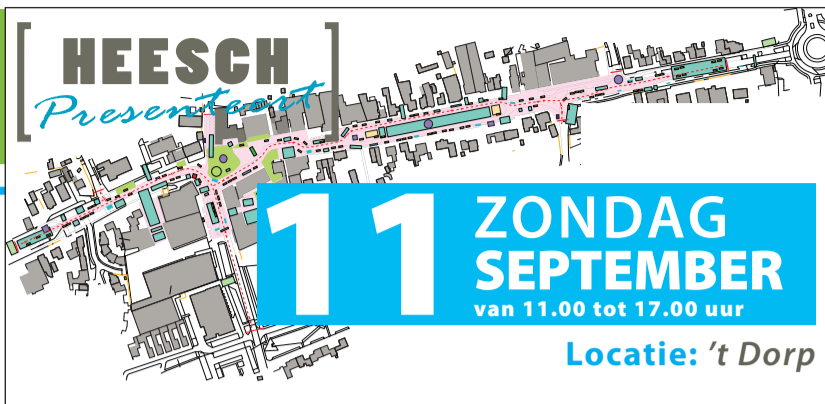 [HEESCH
Presenteert]
11
ZONDAG
SEPTEMBER
van 11.00 tot 17.00 uur
Locatie: ’t Dorp